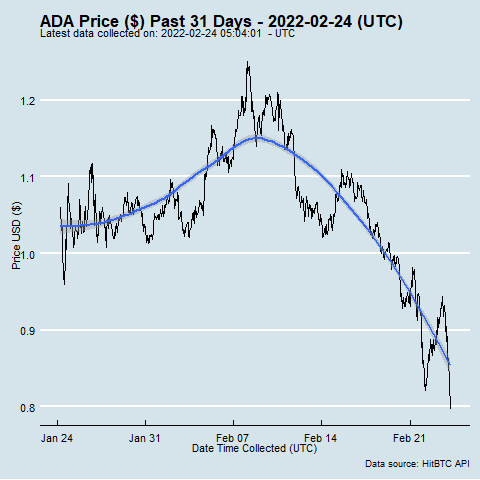 ADA Price ($) Past 31 Days - 2022-02-24 (UTC)
Latest data collected on: 2022-02-24 05:04:01  - UTC
1.2
1.1
1.0
0.9
0.8
Price USD ($)
Jan 24 Jan 31 Feb 07 Feb 14 Feb 21
Date Time Collected (UTC)
Data source: HitBTC API